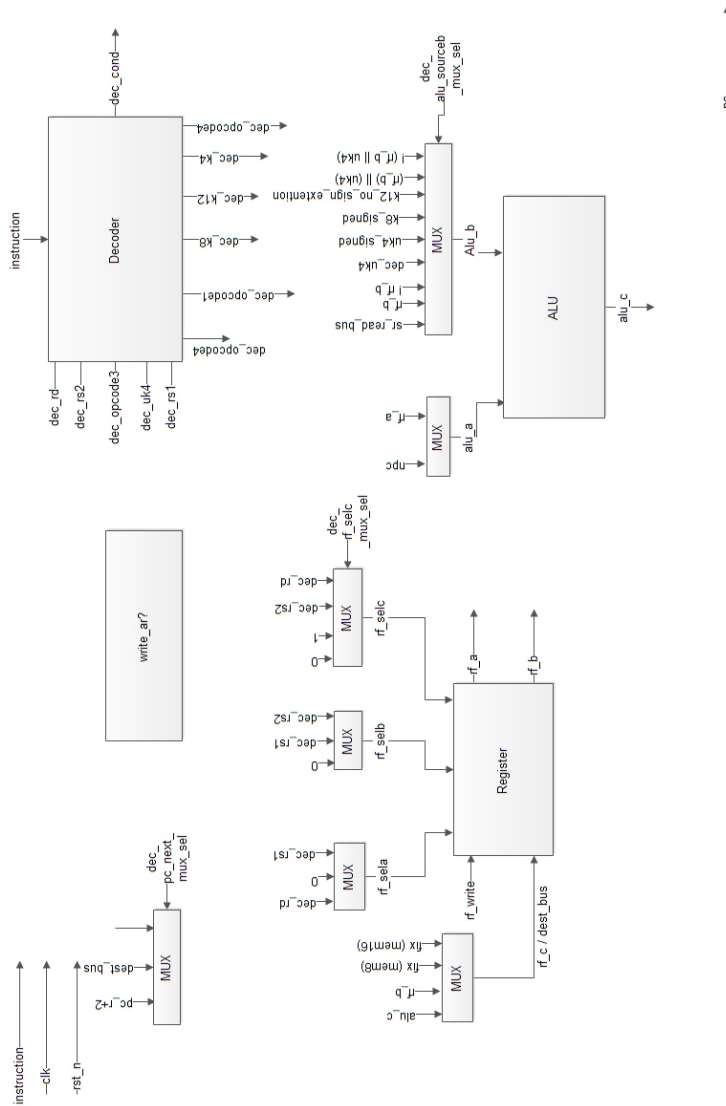 instruction
dec_cond
Decoder
dec_opcode4
dec_k4
dec_k12
dec_k8
dec_opcode1
dec_opcode4
dec_rd
dec_rs2
dec_opcode3
dec_uk4
dec_rs1
dec_
alu_sourceb
_mux_sel
! (rf_b || uk4)
(rf_b) || (uk4)
k12_no_sign_extention
k8_signed
uk4_signed
dec_uk4
! rf_b
rf_b
sr_read_bus
MUX
Alu_b
rf_a
npc
MUX
alu_a
ALU
alu_c
write_ar?
dec_
rf_selc
_mux_sel
dec_rd
dec_rs2
1
0
MUX
rf_selc
dec_rs2
dec_rs1
0
MUX
rf_selb
dec_rs1
0
dec_rd
MUX
rf_sela
rf_a
rf_b
Register
rf_write
rf_c / dest_bus
fix (mem16)
fix (mem8)
rf_b
alu_c
MUX
dec_
pc_next_
mux_sel
dest_bus
pc_r+2
MUX
instruction
clk
rst_n